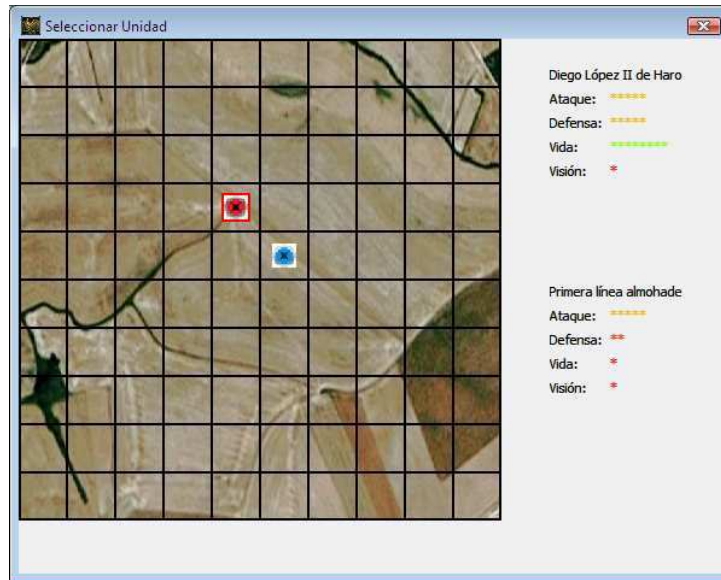 Seleccionar Unidad
Diego López II de Haro
Ataque: *****
Defensa: *****
Vida: ********
Visión: *
Primera línea almohade
Ataque: *****
Defensa: **
Vida: *
Visión: *